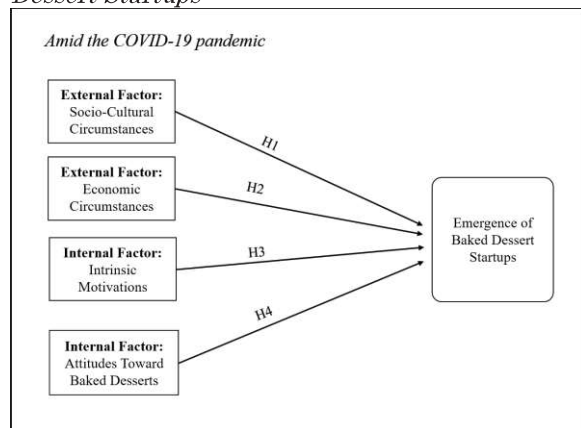 Dessert Startups
Amid the COVID-19 pandemic
External Factor:
Socio-Cultural
Circumstances
H1
External Factor:
Economic
Circumstances
H2
Emergence of
Baked Dessert
Startups
Internal Factor:
Intrinsic
Motivations
H3
Internal Factor:
Attitudes Toward
Baked Desserts
H4